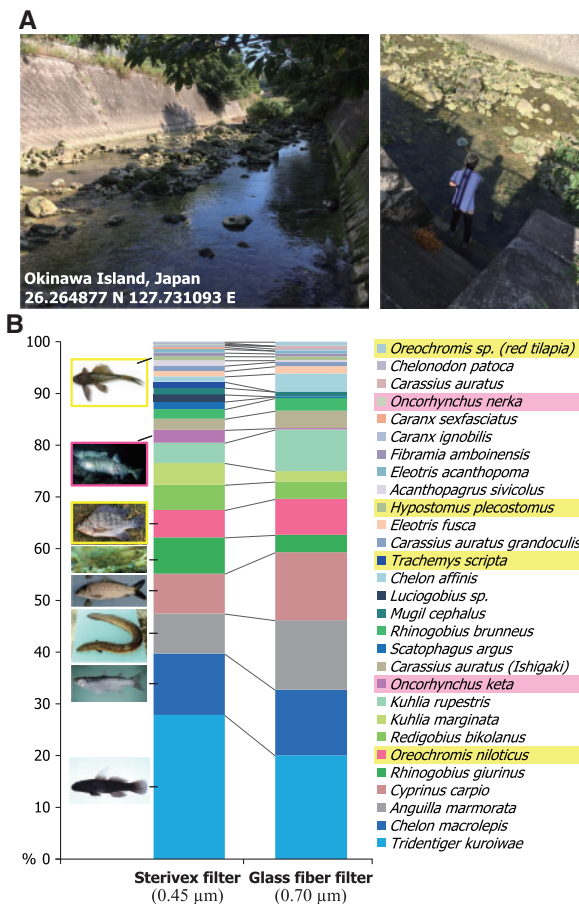 A
Okinawa Island, Japan
26.264877 N 127.731093 E
B
100
90
80
70
60
50
40
30
20
10
% 0
Sterivex filter
(0.45 µm)
Glass fiber filter
(0.70 µm)
Oreochromis sp. (red tilapia)
Chelonodon patoca
Carassius auratus
Oncorhynchus nerka
Caranx sexfasciatus
Caranx ignobilis
Fibramia amboinensis
Eleotris acanthopoma
Acanthopagrus sivicolus
Hypostomus plecostomus
Eleotris fusca
Carassius auratus grandoculis
Trachemys scripta
Chelon affinis
Luciogobius sp.
Mugil cephalus
Rhinogobius brunneus
Scatophagus argus
Carassius auratus (Ishigaki)
Oncorhynchus keta
Kuhlia rupestris
Kuhlia marginata
Redigobius bikolanus
Oreochromis niloticus
Rhinogobius giurinus
Cyprinus carpio
Anguilla marmorata
Chelon macrolepis
Tridentiger kuroiwae